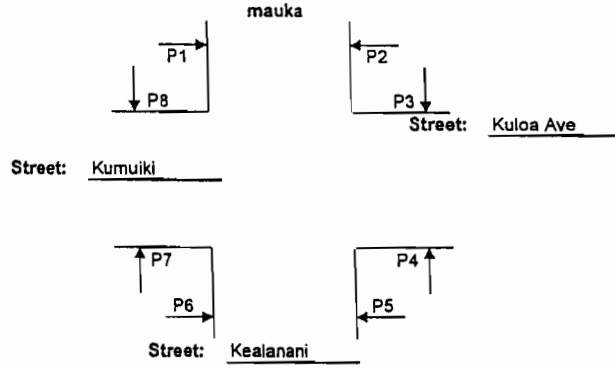 mauka
P1 P2
P8 P3
Street: Kuloa Ave
Street: Kumuiki
P7 P4
P6 P5
Street: Kealanani